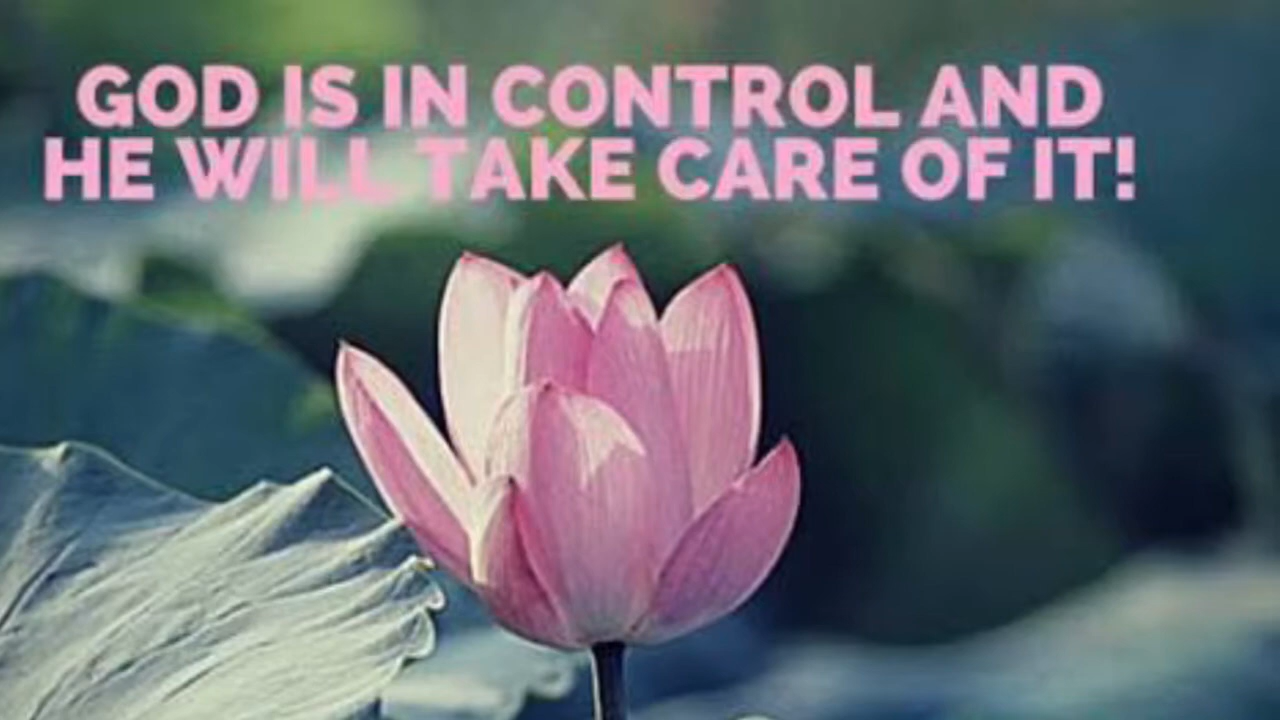 GOD IS IN CONTROL AND
HE WILL TAKE CARE OF IT!